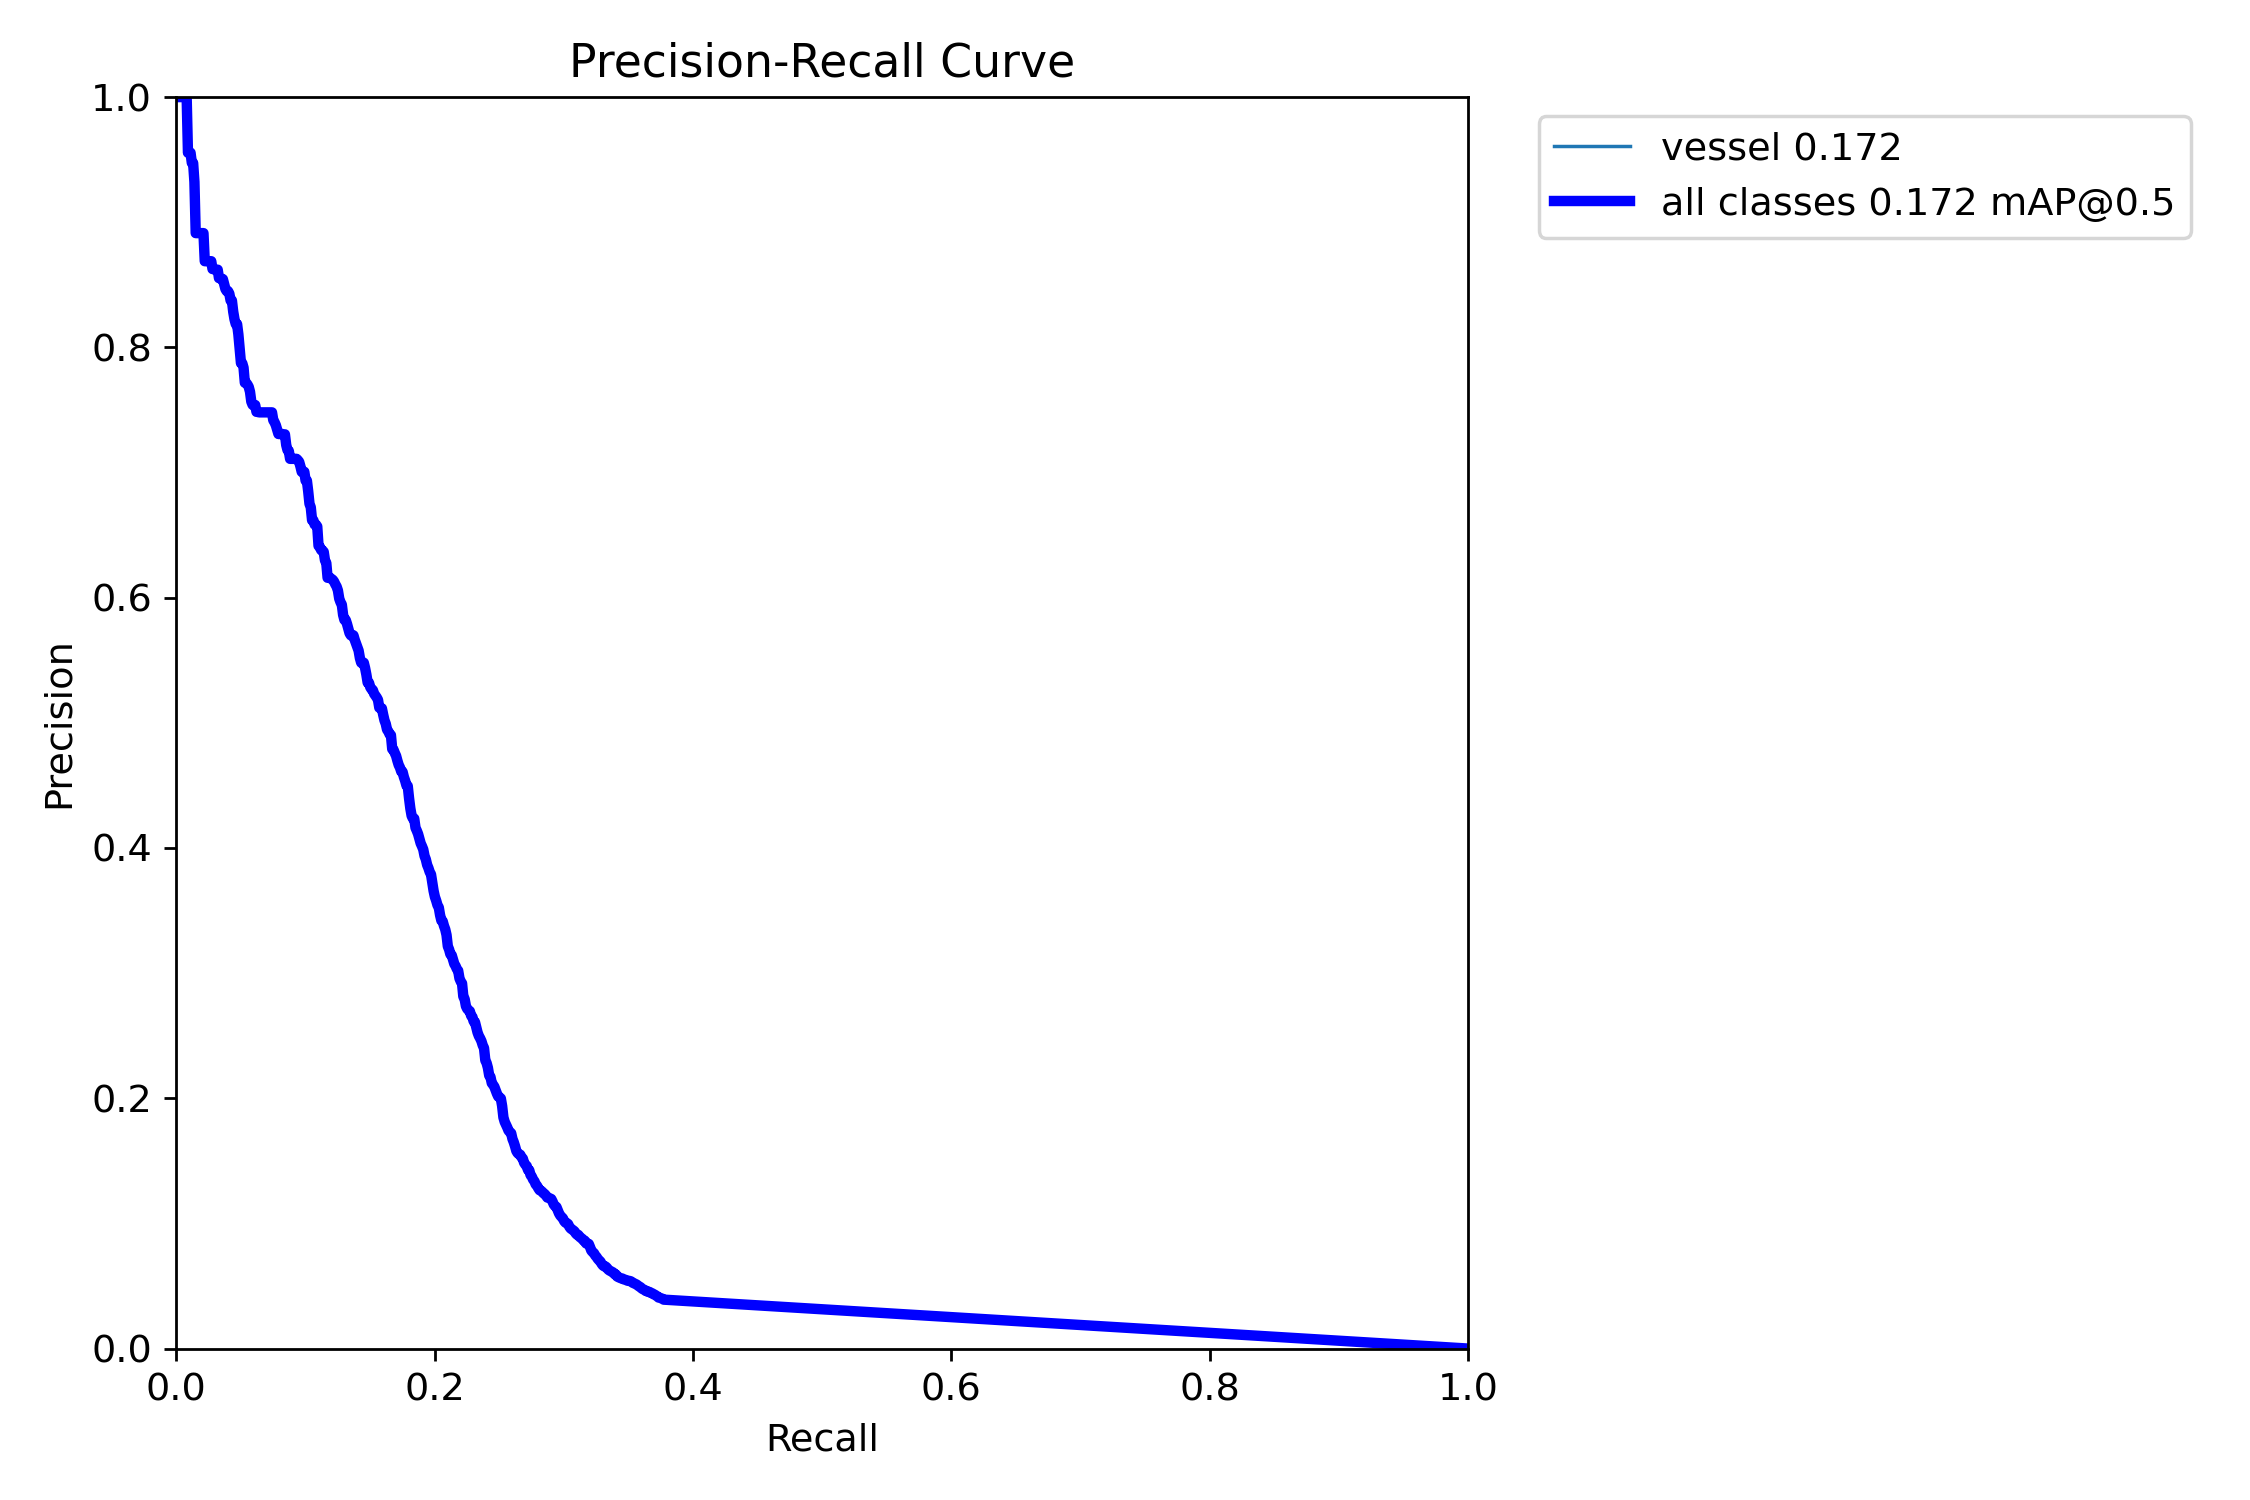 Precision-Recall Curve
1.0
0.8
0.6
0.4
0.2
0.0
Precision
0.0 0.2 0.4 0.6 0.8 1.0
Recall
vessel 0.172
all classes 0.172 mAP@0.5